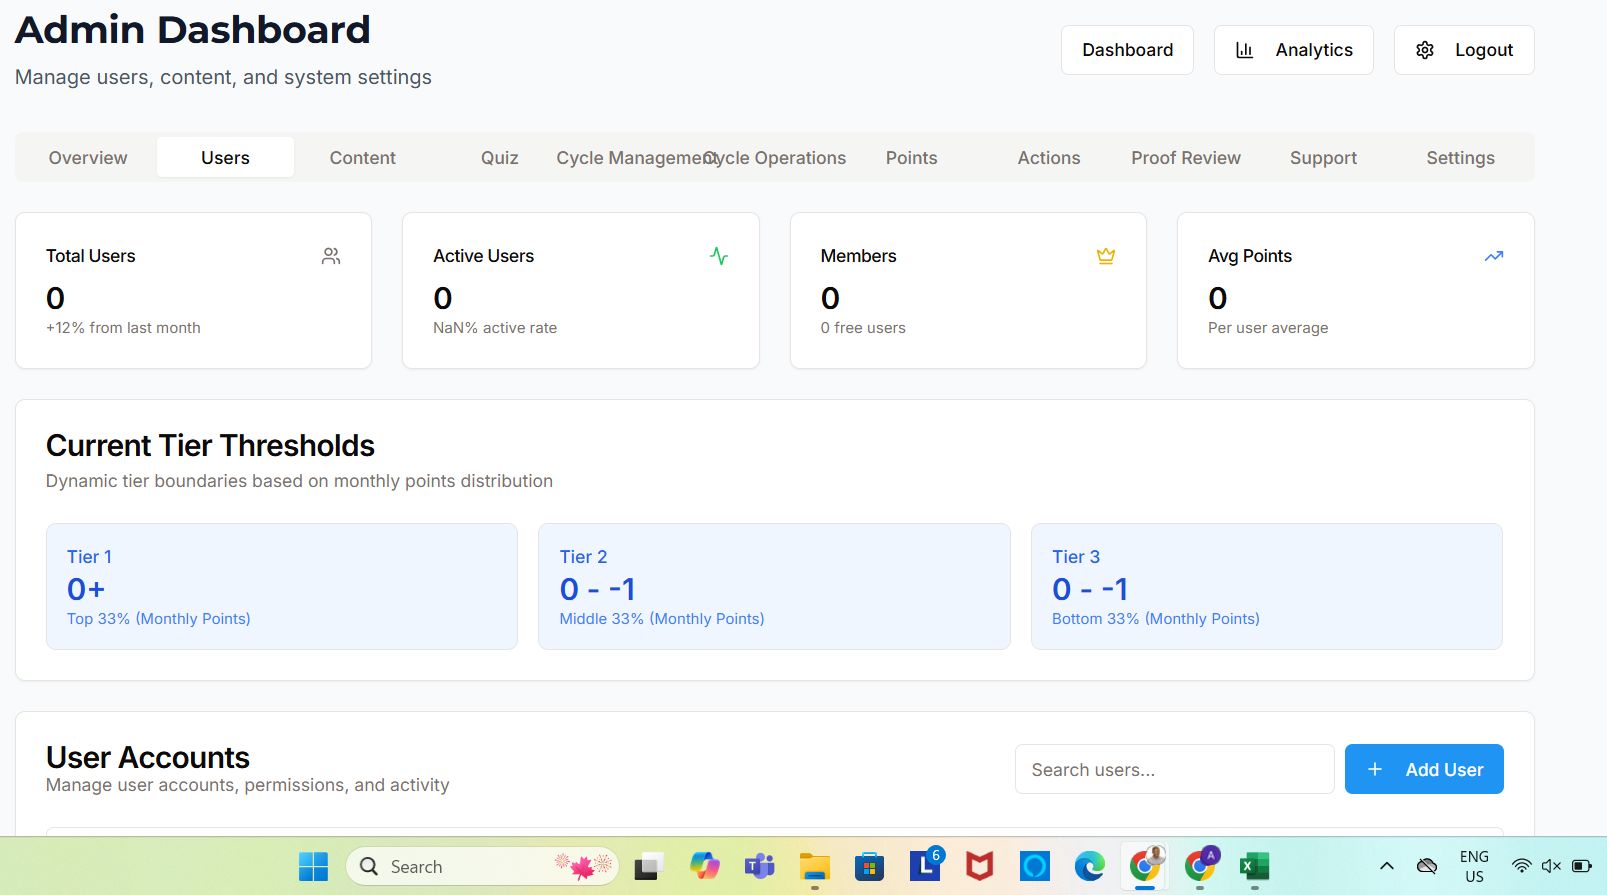 Admin Dashboard
Manage users, content, and system settings
Dashboard
Analytics
Logout
Overview
Users
Content
Quiz
Cycle Management
Cycle Operations
Points
Actions
Proof Review
Support
Settings
Total Users
0
+12% from last month
Active Users
0
NaN% active rate
Members
0
0 free users
Avg Points
0
Per user average
Current Tier Thresholds
Dynamic tier boundaries based on monthly points distribution
Tier 1
0+
Top 33% (Monthly Points)
Tier 2
0 - -1
Middle 33% (Monthly Points)
Tier 3
0 - -1
Bottom 33% (Monthly Points)
User Accounts
Manage user accounts, permissions, and activity
Search users...
+ Add User
Search
T
L
6
A
X
ENG
US